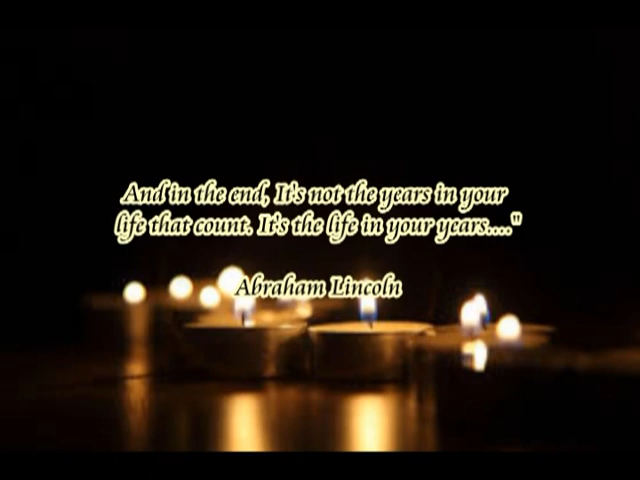 And in the end, It's not the years in your
life that count. It's the life in your years...."
Abraham Lincoln